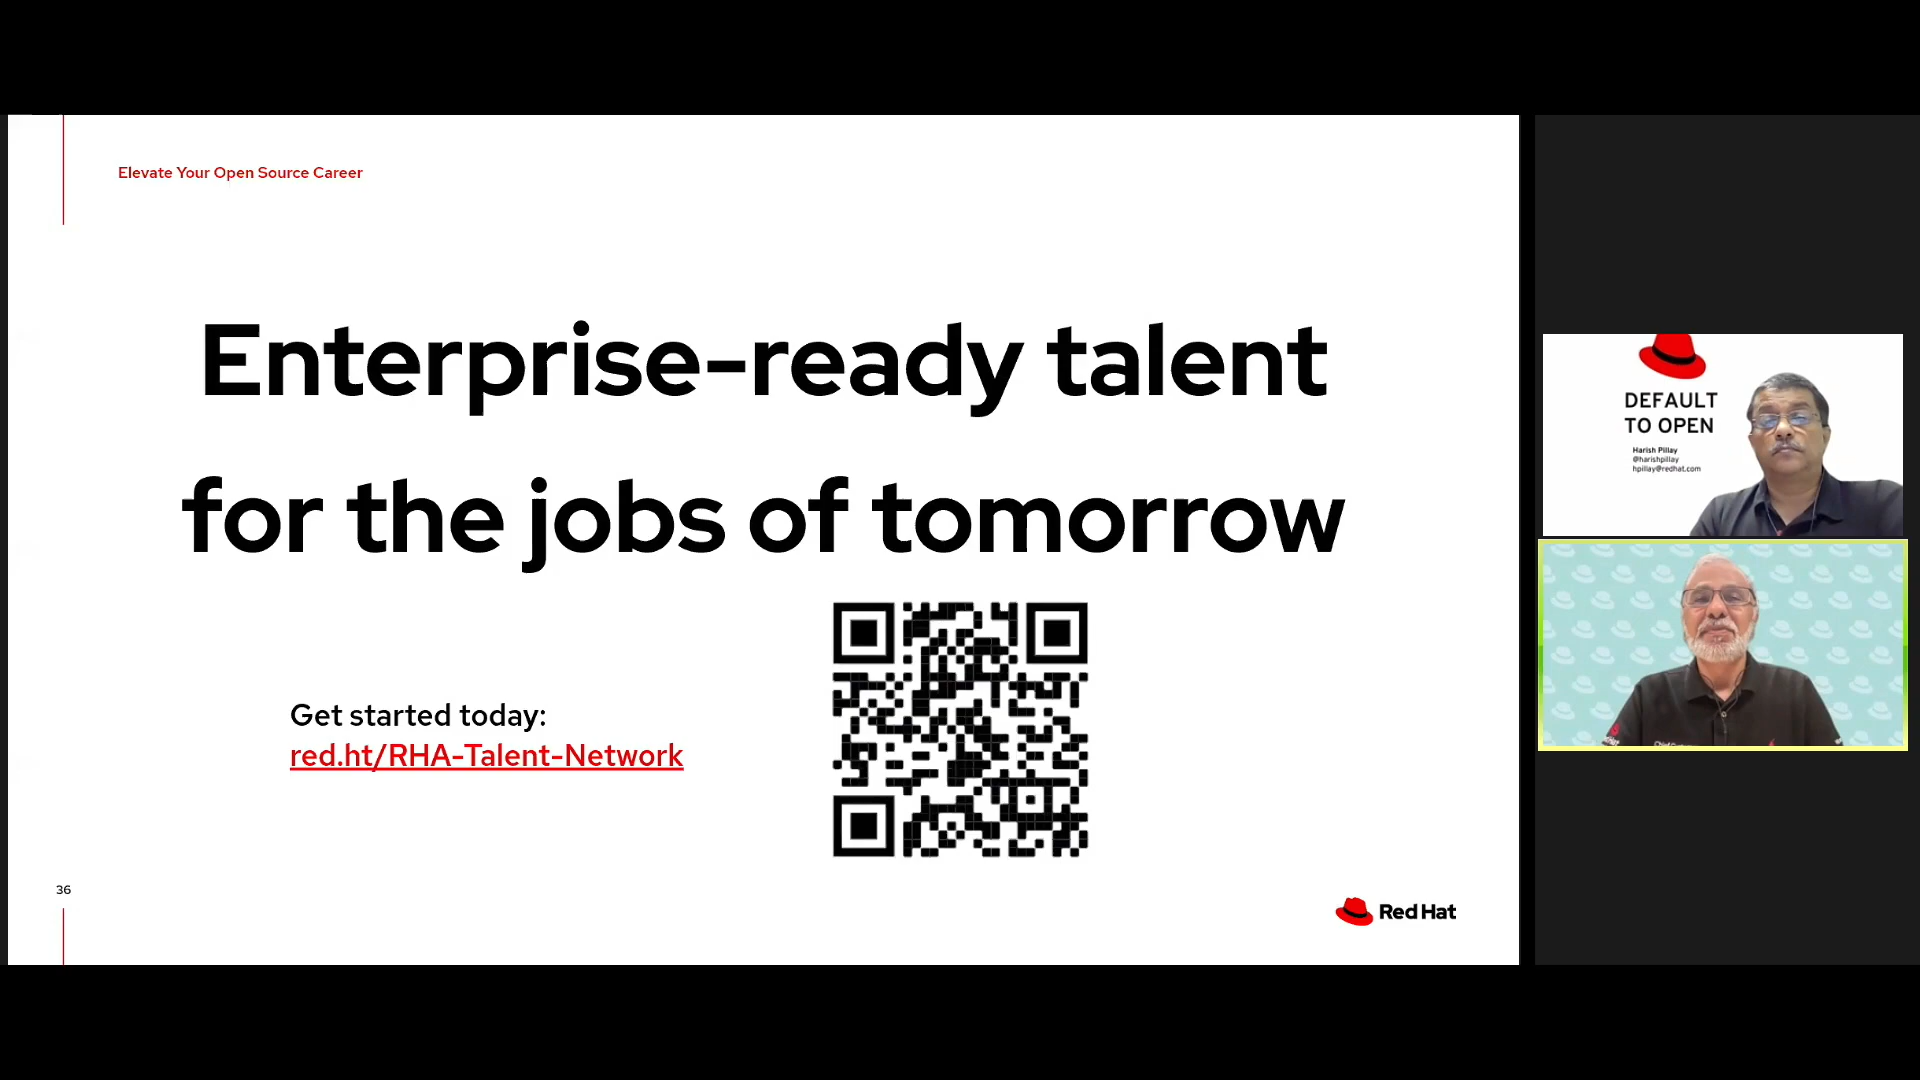 Elevate Your Open Source Career
Enterprise-ready talent
for the jobs of tomorrow
Get started today:
red.ht/RHA-Talent-Network
36
Red Hat
DEFAULT
TO OPEN
Harish Pillay
@harishpillay
hpillay@redhat.com